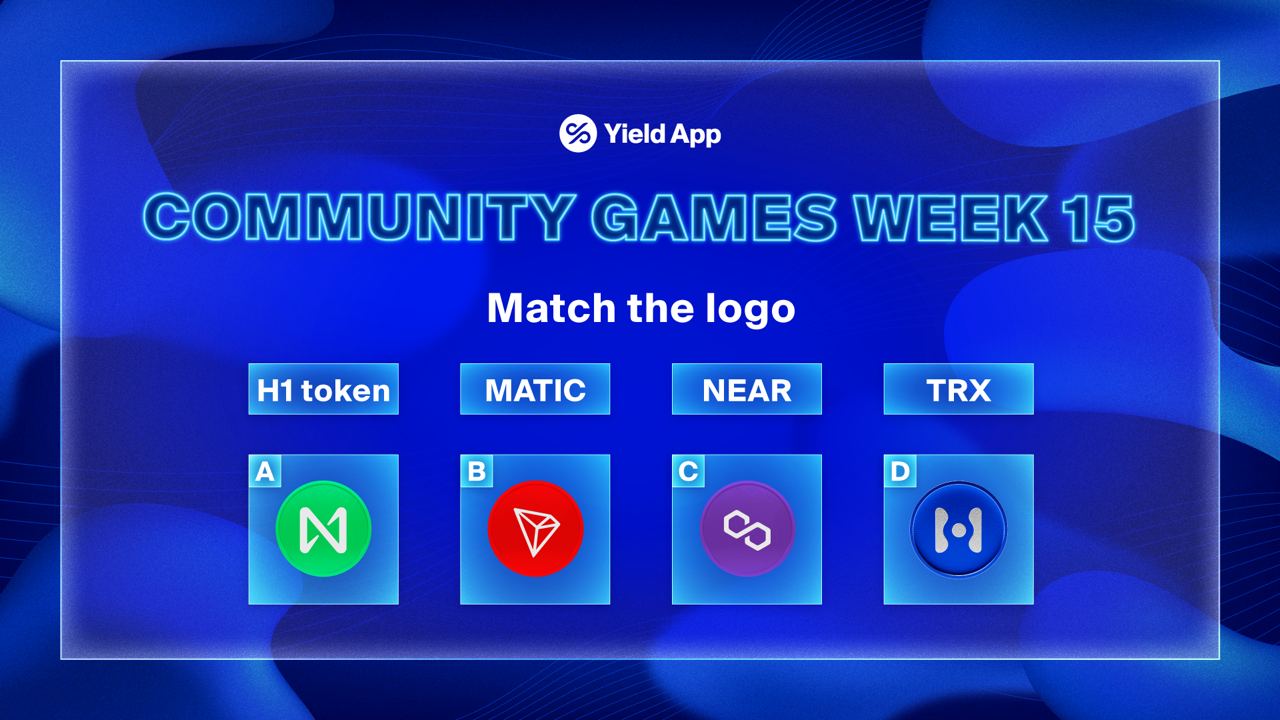 Yield App
COMMUNITY GAMES WEEK 15
Match the logo
H1 token MATIC NEAR TRX
A B C D